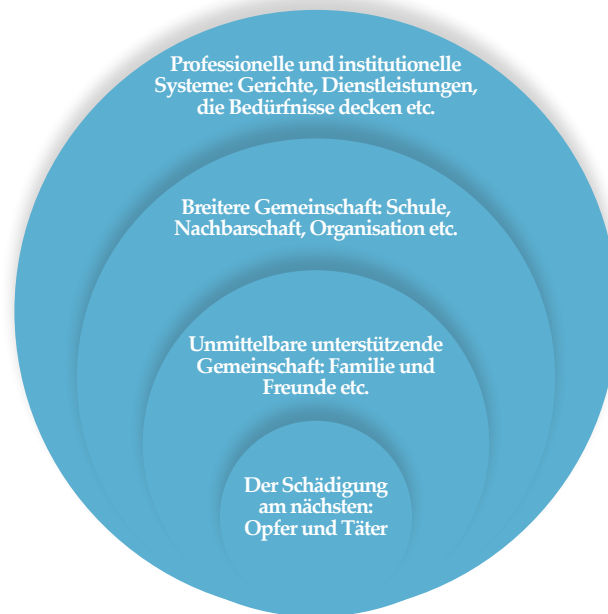 Professionelle und institutionelle
Systeme: Gerichte, Dienstleistungen,
die Bedürfnisse decken etc.
Breitere Gemeinschaft: Schule,
Nachbarschaft, Organisation etc.
Unmittelbare unterstützende
Gemeinschaft: Familie und
Freunde etc.
Der Schädigung
am nächsten:
Opfer und Täter